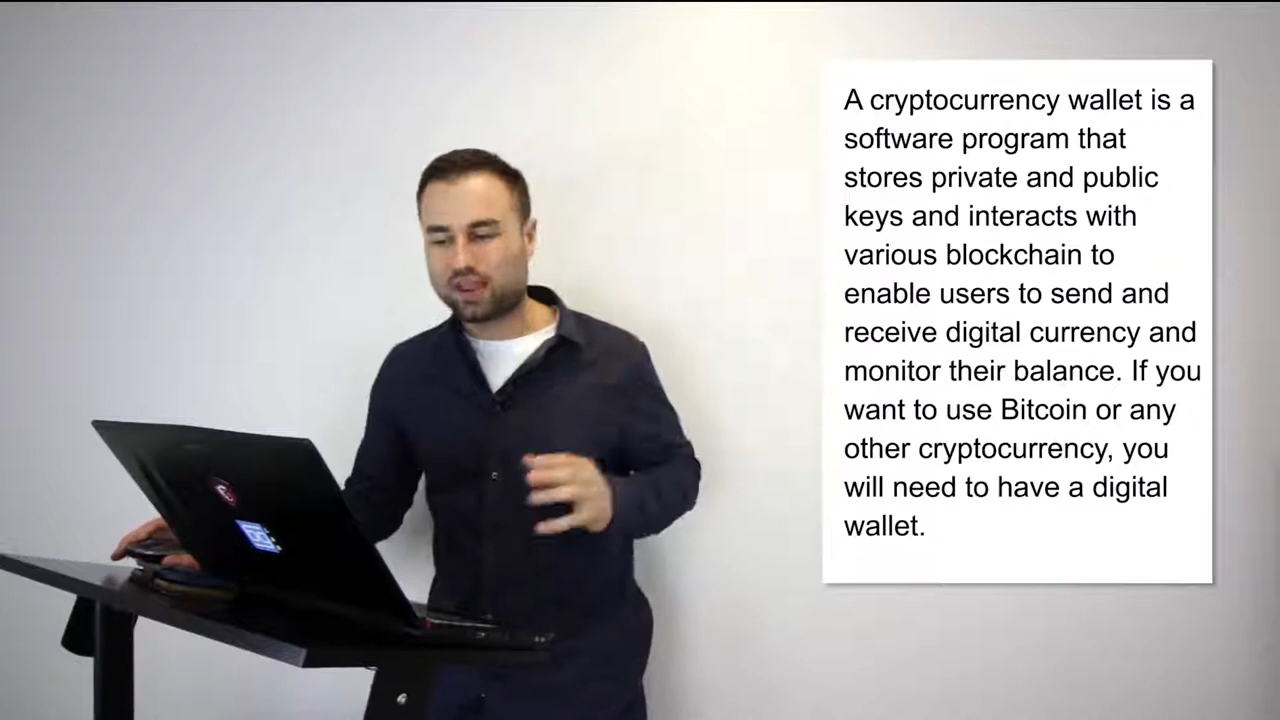 A cryptocurrency wallet is a
software program that
stores private and public
keys and interacts with
various blockchain to
enable users to send and
receive digital currency and
monitor their balance. If you
want to use Bitcoin or any
other cryptocurrency, you
will need to have a digital
wallet.